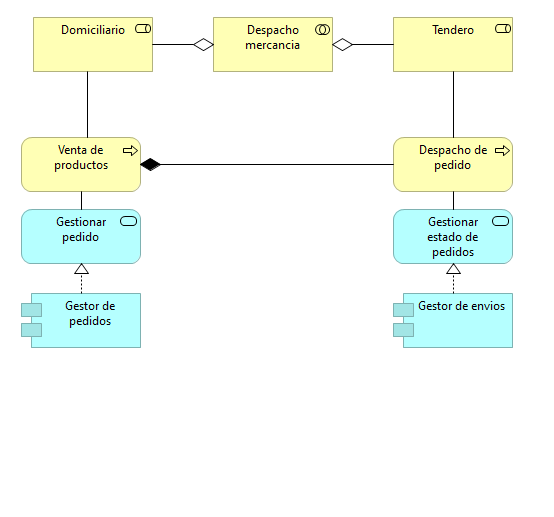 Domiciliario
Despacho
mercancia
Tendero
Venta de
productos
Despacho de
pedido
Gestionar
pedido
Gestionar
estado de
pedidos
Gestor de
pedidos
Gestor de envios